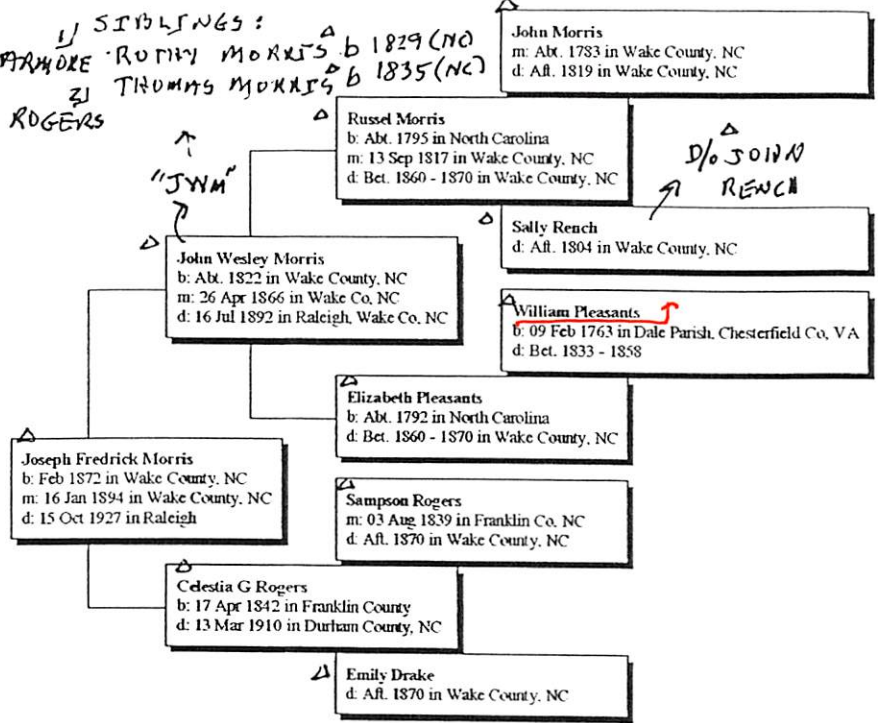 1) SIBLINGS:
ARMORE RUTHY MORRIS b 1829 (NC)
2) THOMAS MORRIS b 1835 (NC)
ROGERS
"JWM"
John Morris
m: Abt. 1783 in Wake County, NC
d: Aft. 1819 in Wake County, NC
Russel Morris
b: Abt. 1795 in North Carolina
m: 13 Sep 1817 in Wake County, NC
d: Bet. 1860 - 1870 in Wake County, NC
D/o JOHN
RENCH
Sally Rench
d: Aft. 1804 in Wake County, NC
John Wesley Morris
b: Abt. 1822 in Wake County, NC
m: 26 Apr 1866 in Wake Co, NC
d: 16 Jul 1892 in Raleigh, Wake Co, NC
William Pleasants
b: 09 Feb 1763 in Dale Parish, Chesterfield Co, VA
d: Bet. 1833 - 1858
Elizabeth Pleasants
b: Abt. 1792 in North Carolina
d: Bet. 1860 - 1870 in Wake County, NC
Joseph Fredrick Morris
b: Feb 1872 in Wake County, NC
m: 16 Jan 1894 in Wake County, NC
d: 15 Oct 1927 in Raleigh
Sampson Rogers
m: 03 Aug 1839 in Franklin Co, NC
d: Aft. 1870 in Wake County, NC
Celestia G Rogers
b: 17 Apr 1842 in Franklin County
d: 13 Mar 1910 in Durham County, NC
Emily Drake
d: Aft. 1870 in Wake County, NC